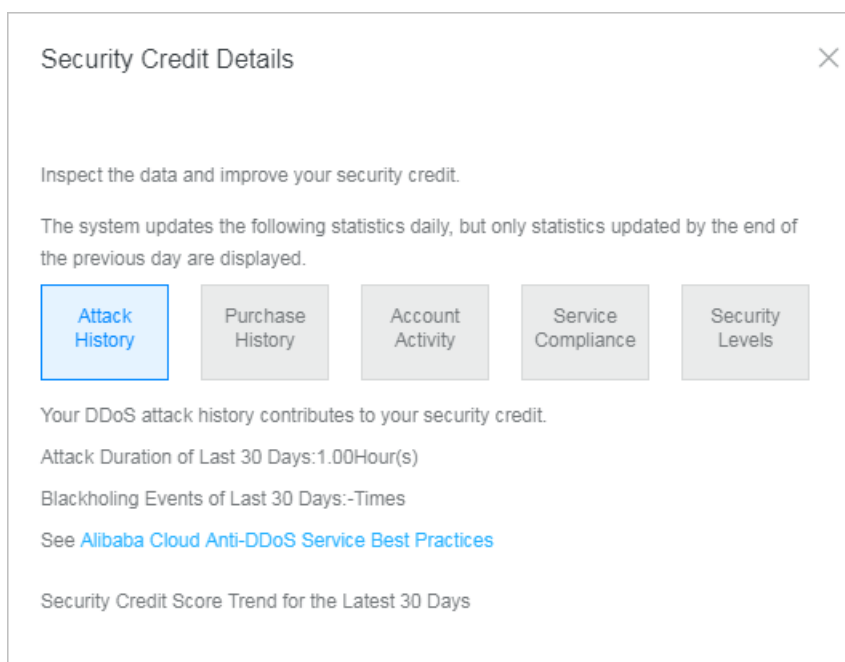 Security Credit Details
Inspect the data and improve your security credit.
The system updates the following statistics daily, but only statistics updated by the end of
the previous day are displayed.
Attack
History
Purchase
History
Account
Activity
Service
Compliance
Security
Levels
Your DDoS attack history contributes to your security credit.
Attack Duration of Last 30 Days:1.00Hour(s)
Blackholing Events of Last 30 Days:-Times
See Alibaba Cloud Anti-DDoS Service Best Practices
Security Credit Score Trend for the Latest 30 Days